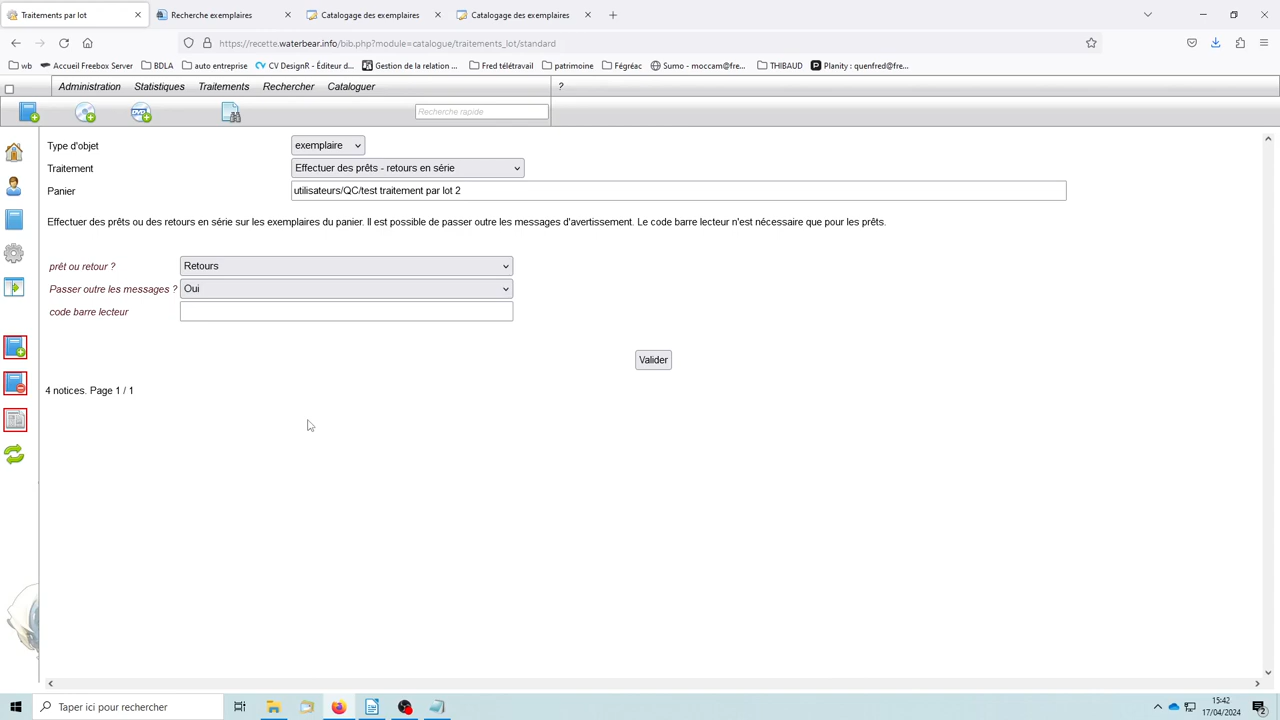 Traitements par lot
Recherche exemplaires
Catalogage des exemplaires
Catalogage des exemplaires
https://recette.waterbear.info/bib.php?module=catalogue/traitements_lot/standard
wb
Accueil Freebox Server
BDLA
auto entreprise
CV DesignR - Éditeur d...
Gestion de la relation ...
Fred télétravail
patrimoine
Fégréac
Sumo - moccam@fre...
THIBAUD
Planity : quenfred@fre...
Administration Statistiques Traitements Rechercher Cataloguer ?
DVD
Recherche rapide
Type d'objet exemplaire
Traitement Effectuer des prêts - retours en série
Panier utilisateurs/QC/test traitement par lot 2
Effectuer des prêts ou des retours en série sur les exemplaires du panier. Il est possible de passer outre les messages d'avertissement. Le code barre lecteur n'est nécessaire que pour les prêts.
prêt ou retour ? Retours
Passer outre les messages ? Oui
code barre lecteur
Valider
4 notices. Page 1 / 1
Taper ici pour rechercher
15:42
17/04/2024
2